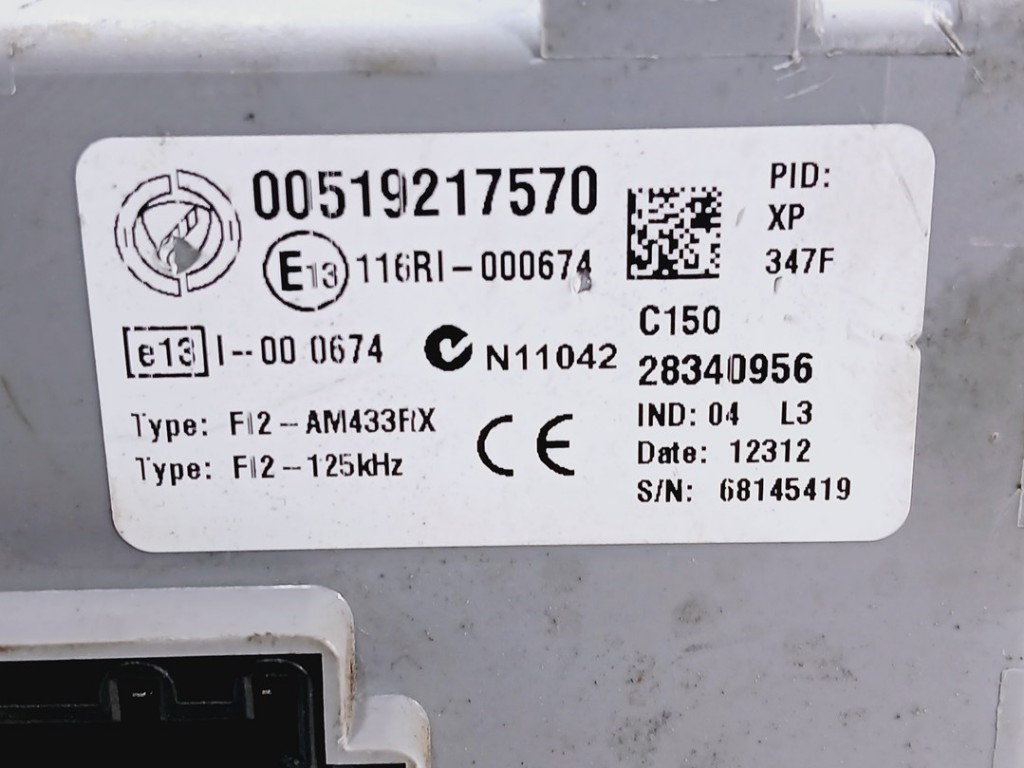 00519217570
E13 116RI-000674
e13 I--00 0674 N11042
Type: FI2-AM433RX
Type: FI2-125kHz
CE
PID:
XP
347F
C150
28340956
IND: 04 L3
Date: 12312
S/N: 68145419